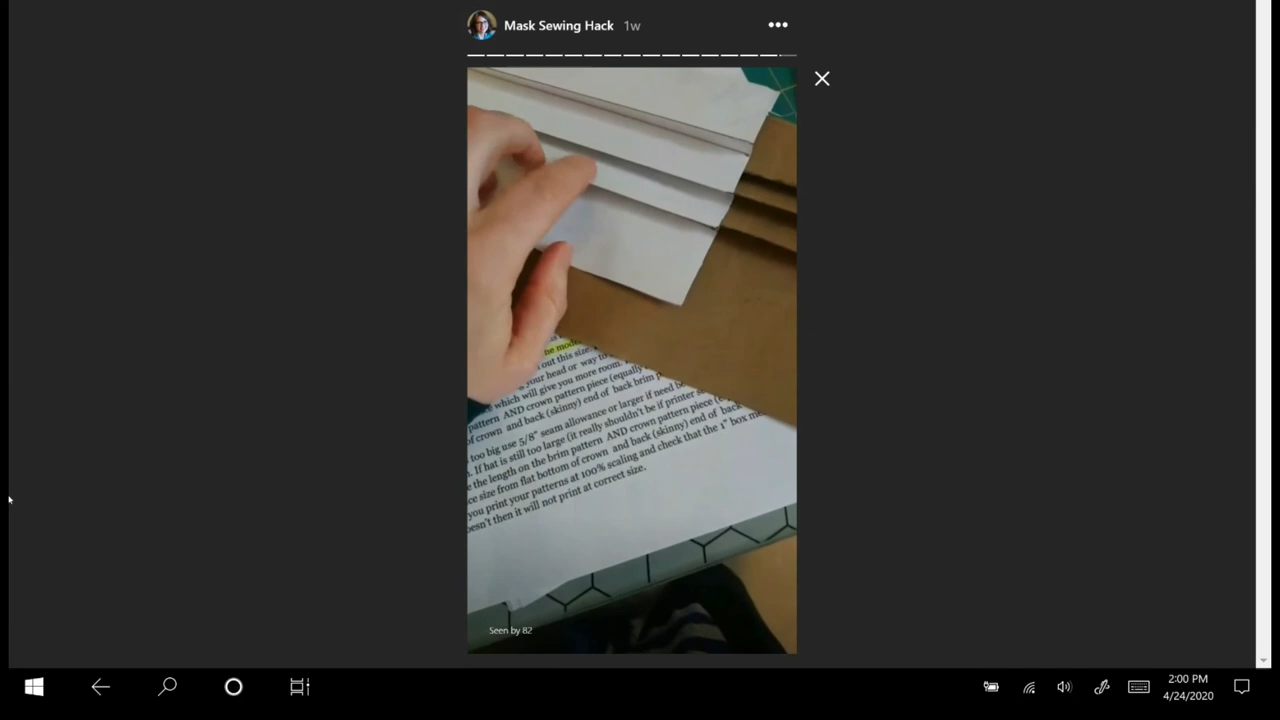 Mask Sewing Hack 1w
he mode
out this size.
your head or way to
which will give you more room.
pattern AND crown pattern piece (equally
of crown and back (skinny) end of back brim p
too big use 5/8" seam allowance or larger if need be
. If hat is still too large (it really shouldn't be if printer
e the length on the brim pattern AND crown pattern piece (e
ce size from flat bottom of crown and back (skinny) end of back
you print your patterns at 100% scaling and check that the 1" box m
oesn't then it will not print at correct size.
Seen by 82
2:00 PM
4/24/2020